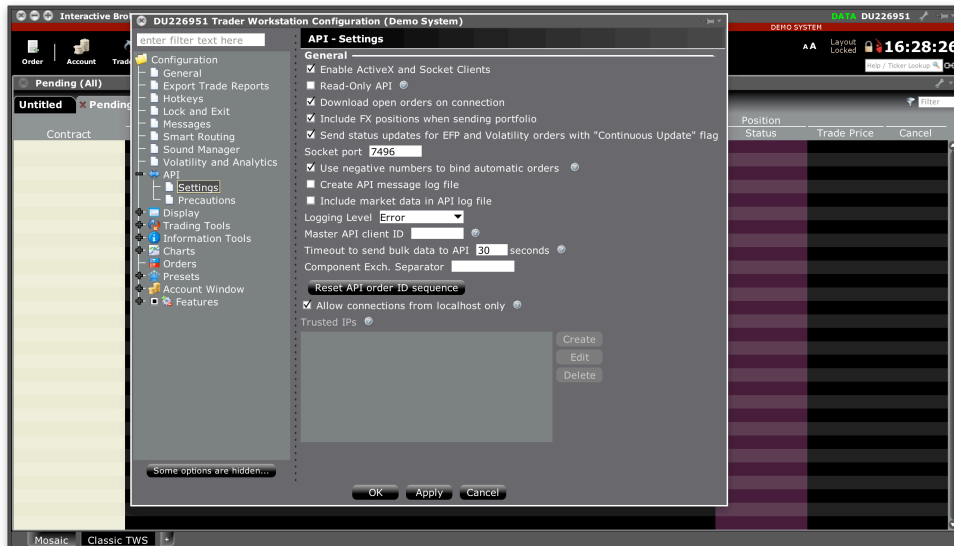 Interactive Bro
DU226951 Trader Workstation Configuration (Demo System)
DATA DU226951
DEMO SYSTEM
Order
Account
Trad
AA
Layout
Locked
16:28:26
Help / Ticker Lookup
Pending (All)
Untitled
Pending
Filter
Contract
Position
Status
Trade Price
Cancel
enter filter text here
Configuration
General
Export Trade Reports
Hotkeys
Lock and Exit
Messages
Smart Routing
Sound Manager
Volatility and Analytics
API
Settings
Precautions
Display
Trading Tools
Information Tools
Charts
Orders
Presets
Account Window
Features
Some options are hidden...
API - Settings
General
Enable ActiveX and Socket Clients
Read-Only API
Download open orders on connection
Include FX positions when sending portfolio
Send status updates for EFP and Volatility orders with "Continuous Update" flag
Socket port 7496
Use negative numbers to bind automatic orders
Create API message log file
Include market data in API log file
Logging Level Error
Master API client ID
Timeout to send bulk data to API 30 seconds
Component Exch. Separator
Reset API order ID sequence
Allow connections from localhost only
Trusted IPs
Create
Edit
Delete
OK Apply Cancel
Mosaic Classic TWS +